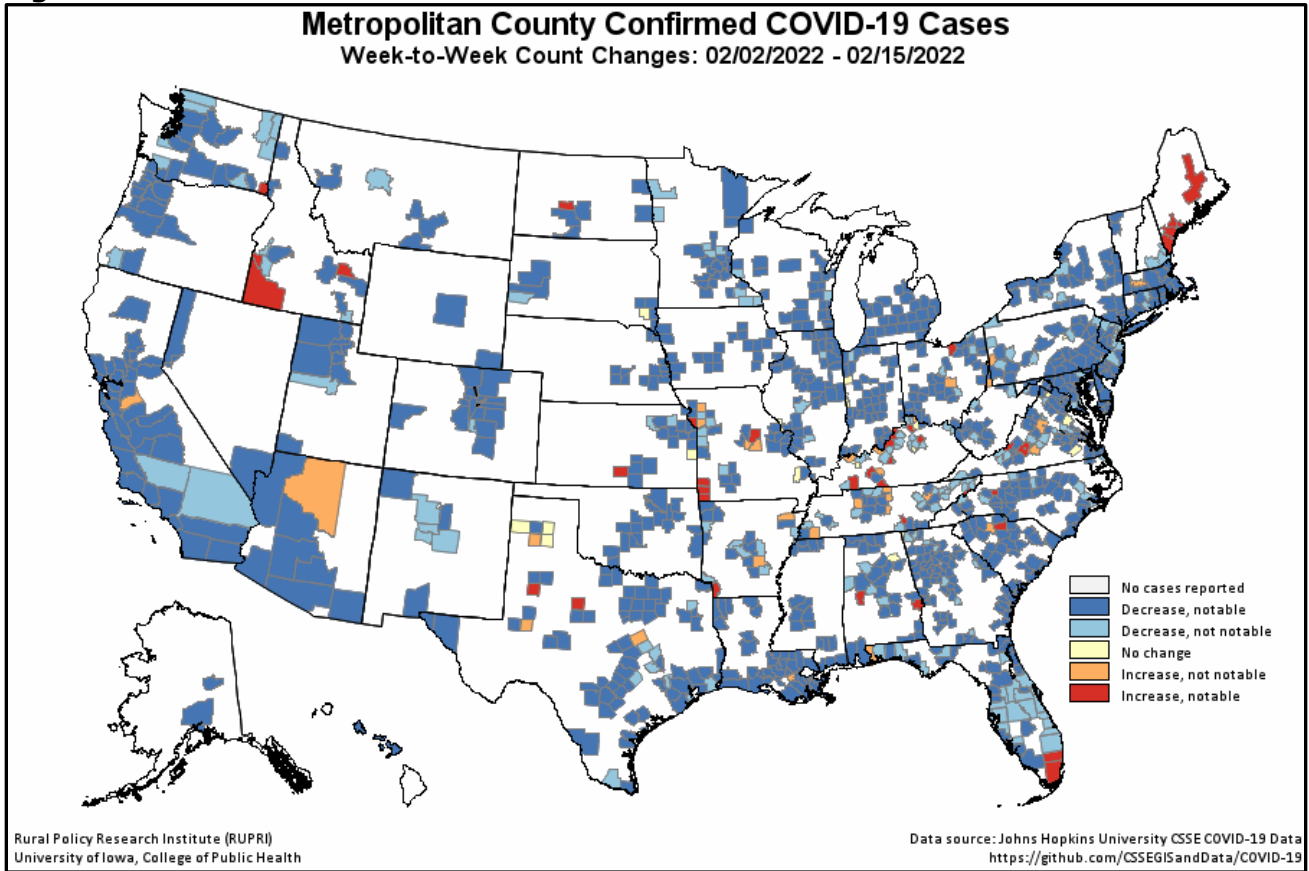 Metropolitan County Confirmed COVID-19 Cases
Week-to-Week Count Changes: 02/02/2022 - 02/15/2022
No cases reported
Decrease, notable
Decrease, not notable
No change
Increase, not notable
Increase, notable
Rural Policy Research Institute (RUPRI)
University of Iowa, College of Public Health
Data source: Johns Hopkins University CSSE COVID-19 Data
https://github.com/CSSEGISandData/COVID-19